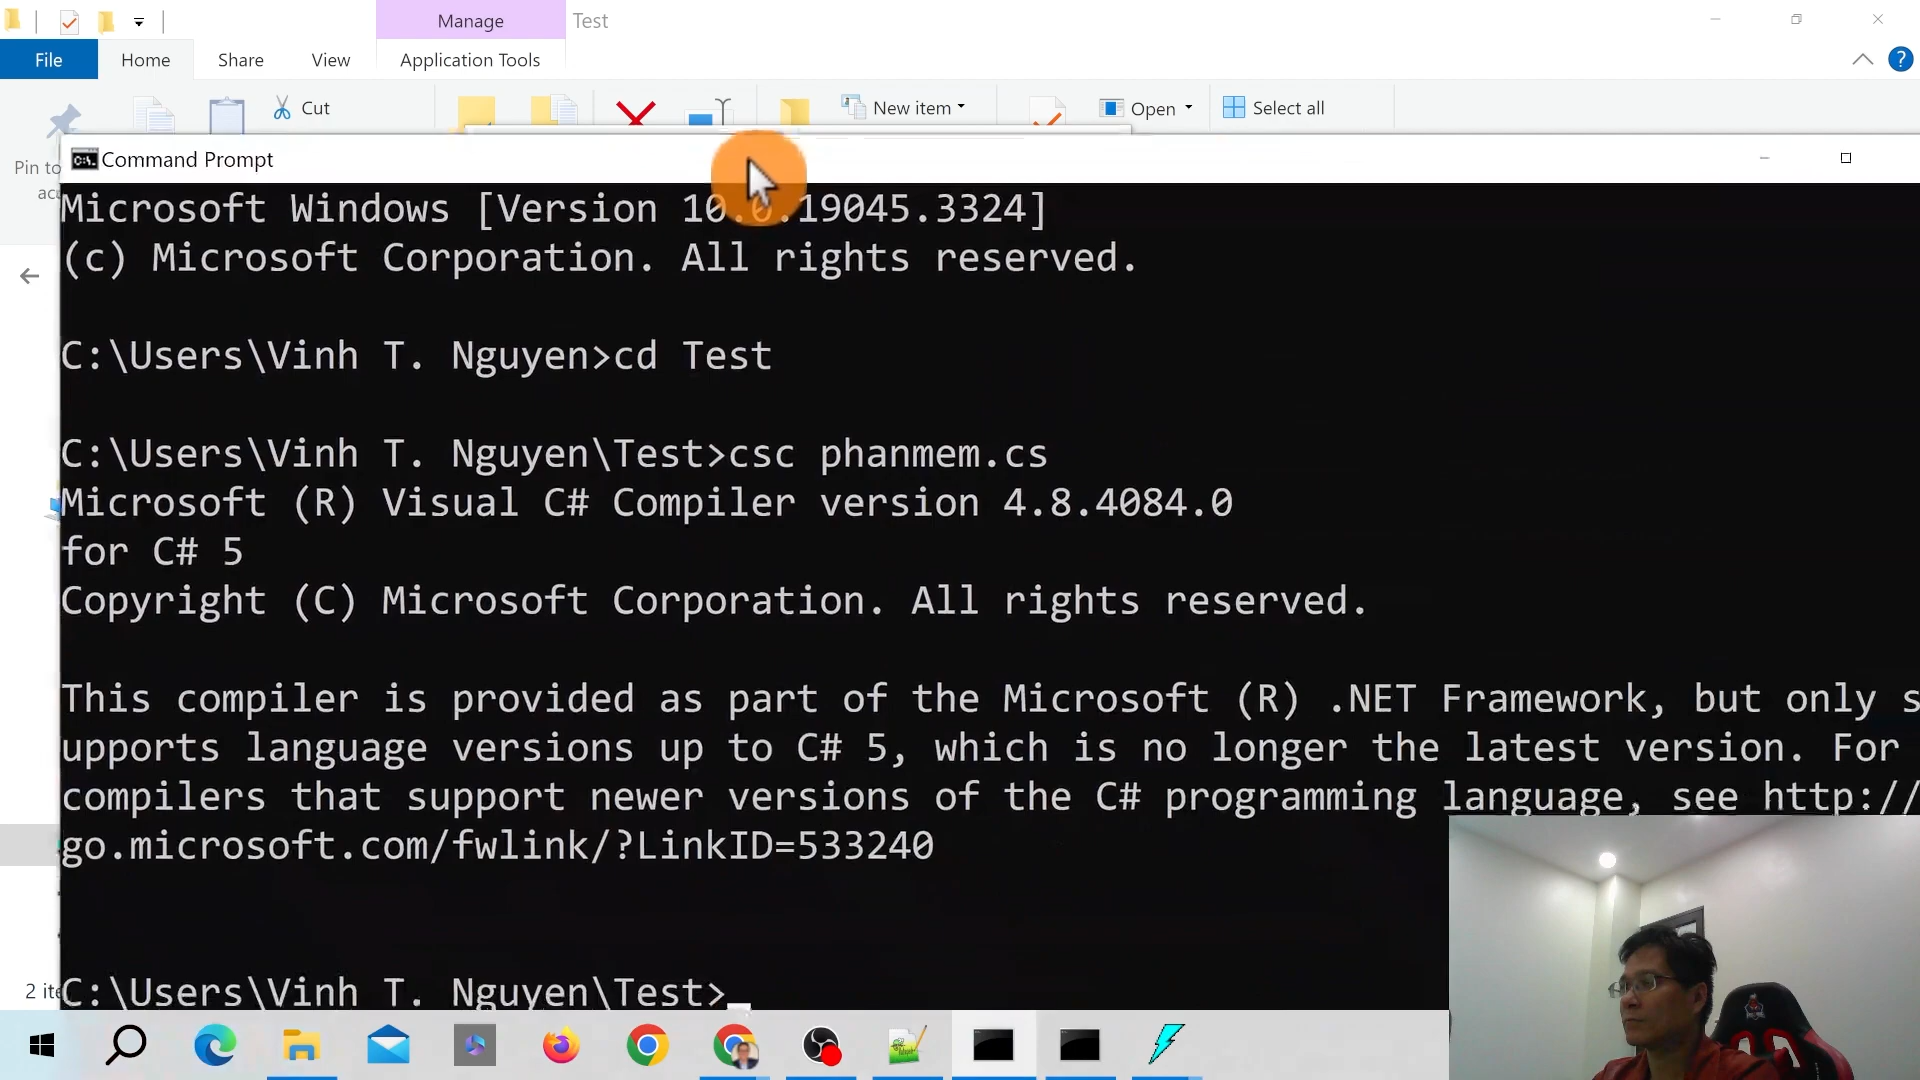 Manage
Test
File
Home
Share
View
Application Tools
Cut
New item
Open
Select all
Pin to
Command Prompt
Microsoft Windows [Version 10.0.19045.3324]
(c) Microsoft Corporation. All rights reserved.
C:\Users\Vinh T. Nguyen>cd Test
C:\Users\Vinh T. Nguyen\Test>csc phanmem.cs
Microsoft (R) Visual C# Compiler version 4.8.4084.0
for C# 5
Copyright (C) Microsoft Corporation. All rights reserved.
This compiler is provided as part of the Microsoft (R) .NET Framework, but only s
upports language versions up to C# 5, which is no longer the latest version. For
compilers that support newer versions of the C# programming language, see http://
go.microsoft.com/fwlink/?LinkID=533240
C:\Users\Vinh T. Nguyen\Test>